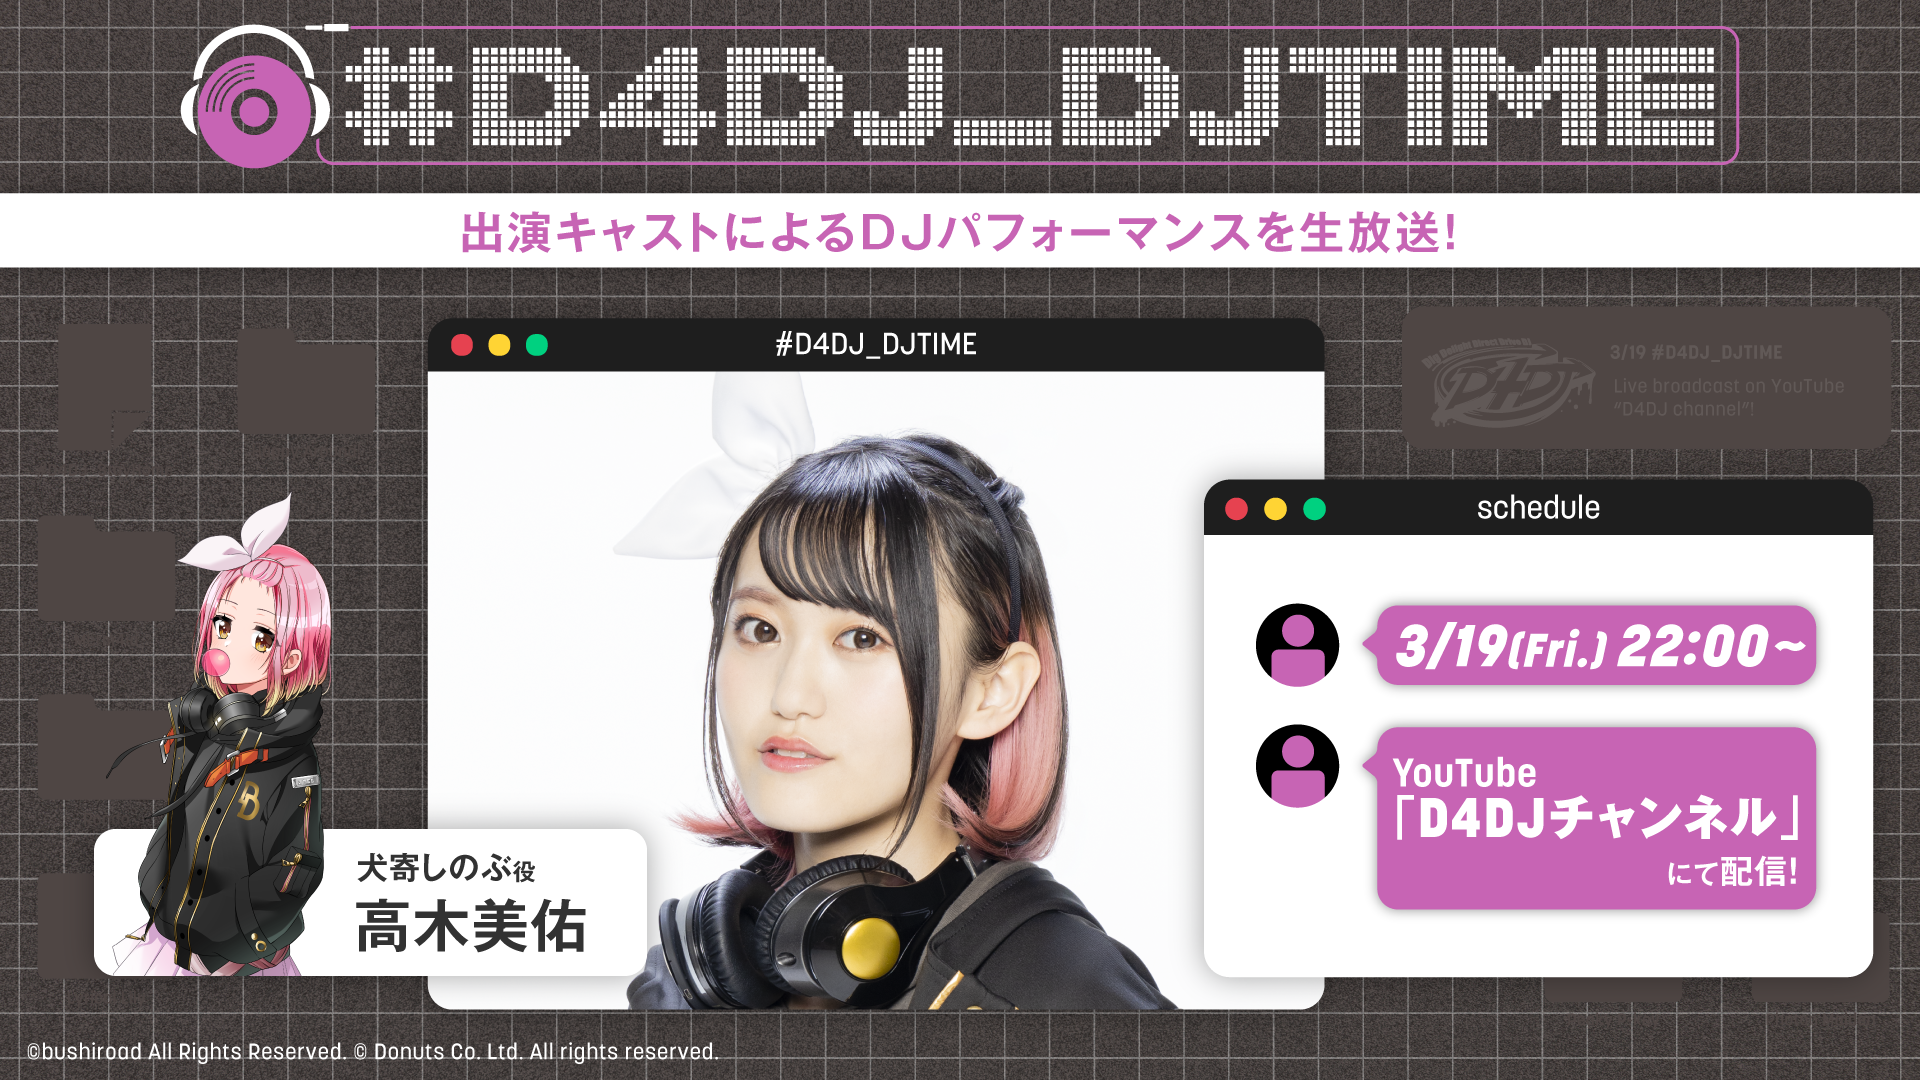 #D4DJ_DJTIME
出演キャストによるDJパフォーマンスを生放送!
#D4DJ_DJTIME
D4DJ
3/19 #D4DJ_DJTIME
Live broadcast on YouTube
"D4DJ channel"!
schedule
3/19(Fri.) 22:00~
YouTube
「D4DJチャンネル」
にて配信!
犬寄しのぶ役
高木美佑
©bushiroad All Rights Reserved. © Donuts Co. Ltd. All rights reserved.